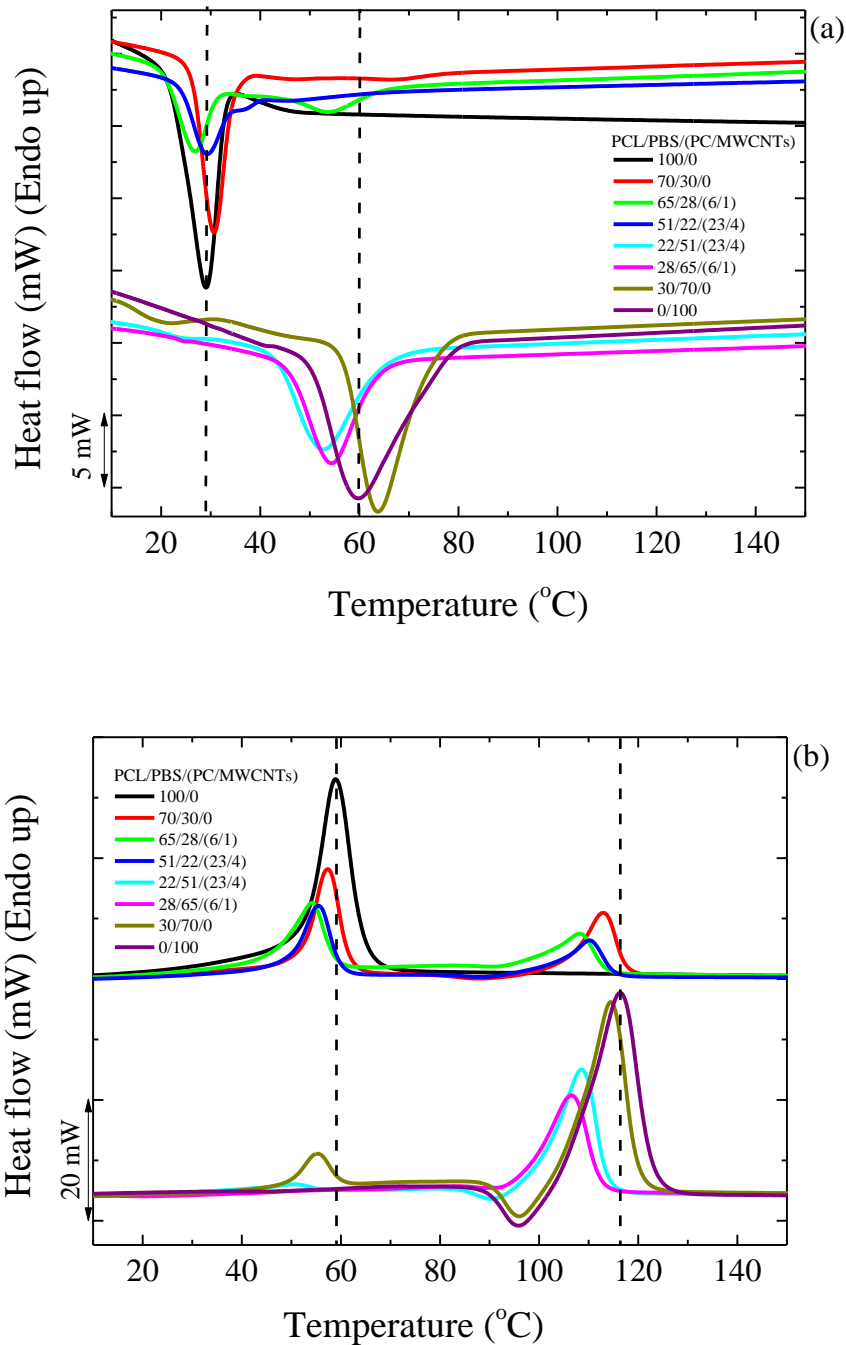 (a)
Heat flow (mW) (Endo up)
5 mW
PCL/PBS/(PC/MWCNTs)
100/0
70/30/0
65/28/(6/1)
51/22/(23/4)
22/51/(23/4)
28/65/(6/1)
30/70/0
0/100
20 40 60 80 100 120 140
Temperature (°C)
(b)
Heat flow (mW) (Endo up)
20 mW
PCL/PBS/(PC/MWCNTs)
100/0
70/30/0
65/28/(6/1)
51/22/(23/4)
22/51/(23/4)
28/65/(6/1)
30/70/0
0/100
20 40 60 80 100 120 140
Temperature (°C)